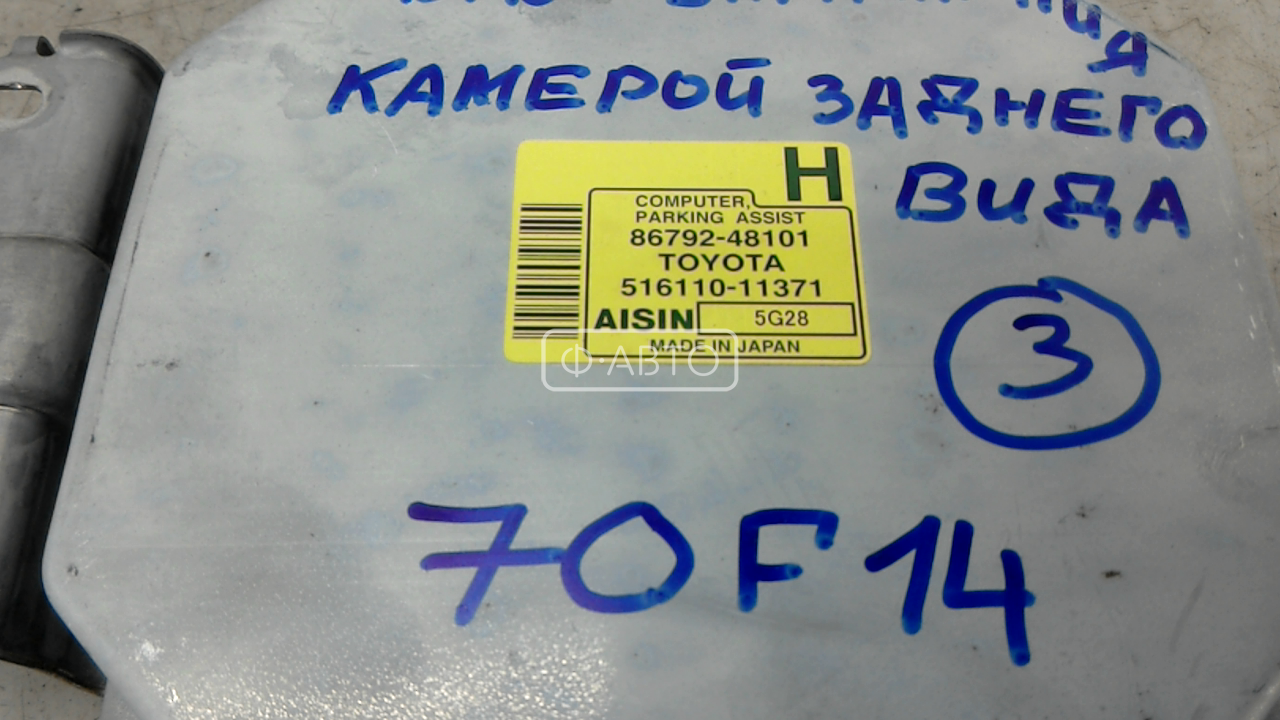 КАМЕРОЙ ЗАДНЕГО
ВИДА
H
COMPUTER,
PARKING ASSIST
86792-48101
TOYOTA
516110-11371
AISIN 5G28
MADE IN JAPAN
Ф·АВТО
3
70F14